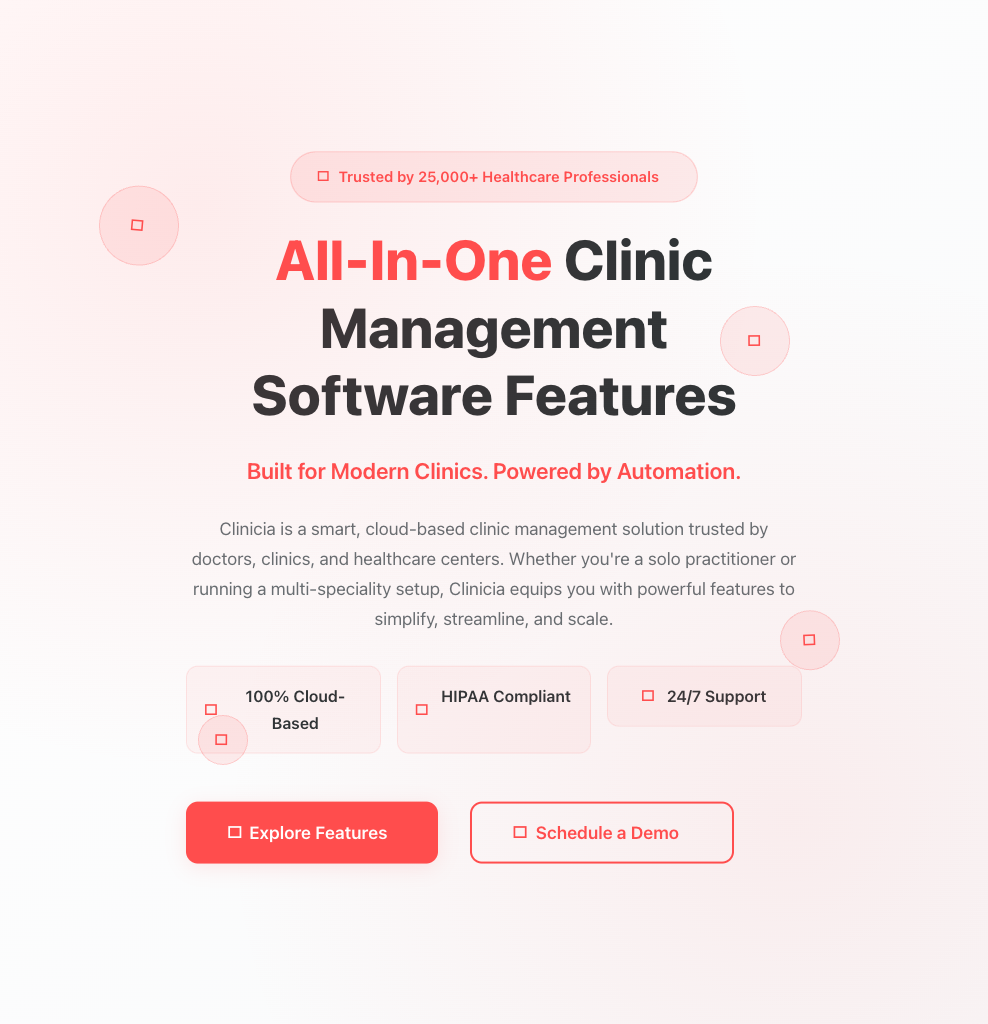 Trusted by 25,000+ Healthcare Professionals
All-In-One Clinic
Management
Software Features
Built for Modern Clinics. Powered by Automation.
Clinicia is a smart, cloud-based clinic management solution trusted by
doctors, clinics, and healthcare centers. Whether you're a solo practitioner or
running a multi-speciality setup, Clinicia equips you with powerful features to
simplify, streamline, and scale.
100% Cloud-
Based
HIPAA Compliant
24/7 Support
Explore Features
Schedule a Demo